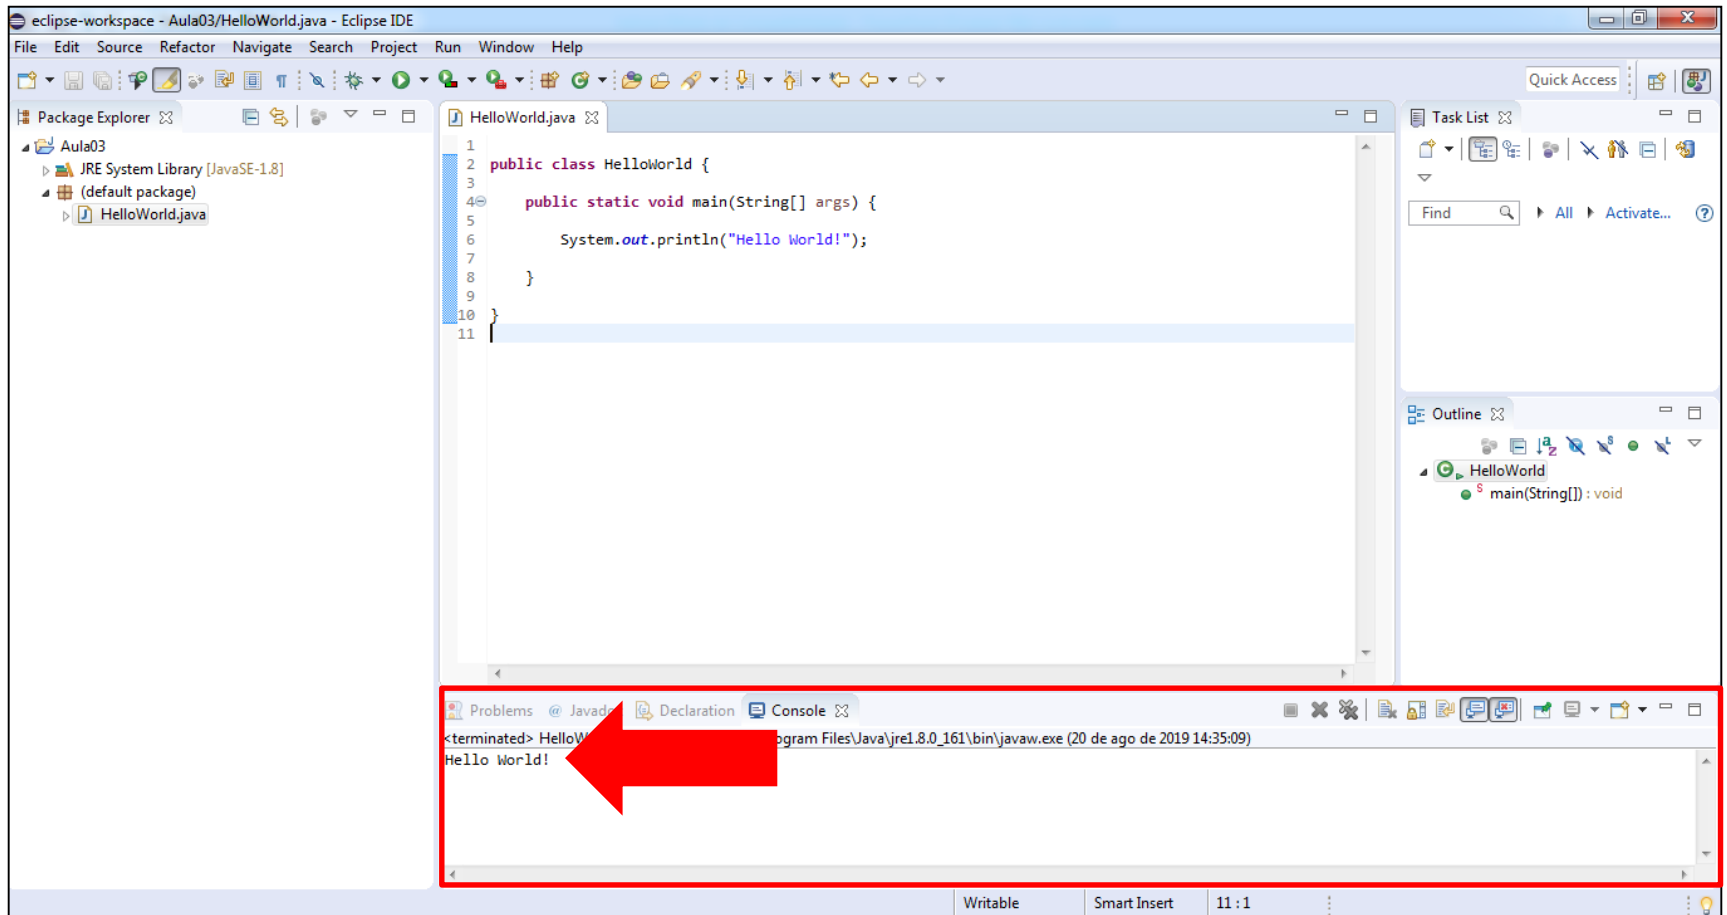 eclipse-workspace - Aula03/HelloWorld.java - Eclipse IDE
File Edit Source Refactor Navigate Search Project Run Window Help
Quick Access
Package Explorer
Aula03
JRE System Library [JavaSE-1.8]
(default package)
HelloWorld.java
HelloWorld.java
1
2 public class HelloWorld {
3
4 public static void main(String[] args) {
5
6 System.out.println("Hello World!");
7
8 }
9
10 }
11
Task List
Find All Activate...
Outline
HelloWorld
main(String[]) : void
Problems @ Javadoc Declaration Console
<terminated> HelloW ogram Files\Java\jre1.8.0_161\bin\javaw.exe (20 de ago de 2019 14:35:09)
Hello World!
Writable Smart Insert 11 : 1